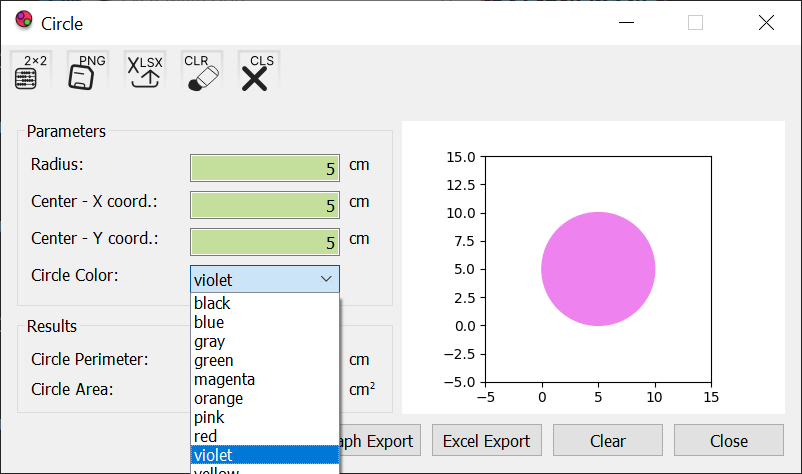 Circle
2×2 PNG XLSX CLR CLS
Parameters
Radius: 5 cm
Center - X coord.: 5 cm
Center - Y coord.: 5 cm
Circle Color: violet
black
blue
gray
green
magenta
orange
pink
red
violet
yellow
Results
Circle Perimeter: cm
Circle Area: cm²
Export
Excel Export
Clear
Close
15.0
12.5
10.0
7.5
5.0
2.5
0.0
−2.5
−5.0
−5 0 5 10 15